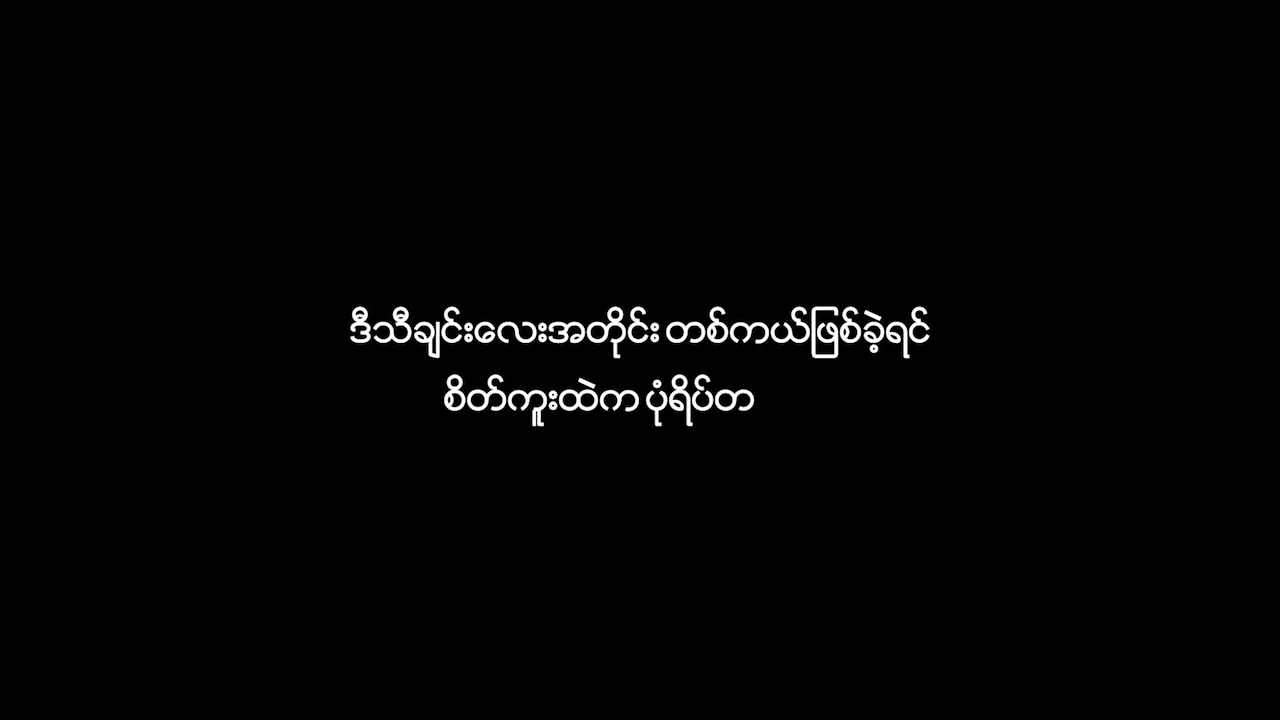 ဒီသီချင်းလေးအတိုင်း တစ်ကယ်ဖြစ်ခဲ့ရင်
စိတ်ကူးထဲက ပုံရိပ်တ